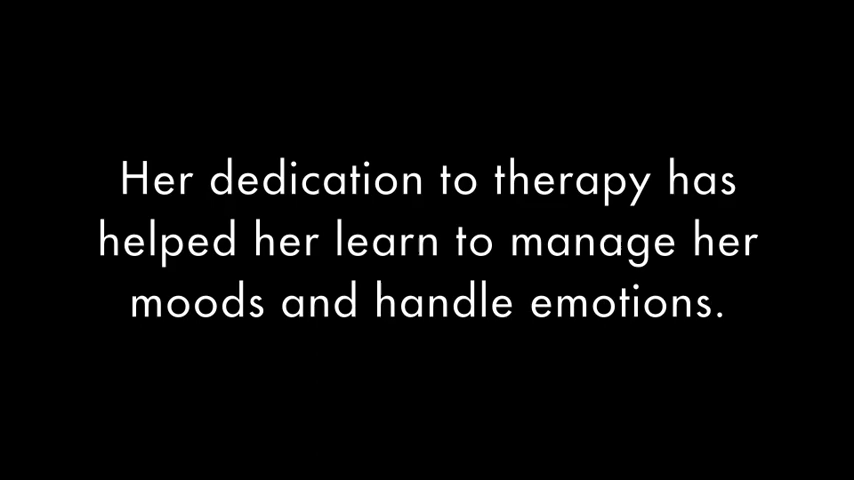 Her dedication to therapy has
helped her learn to manage her
moods and handle emotions.